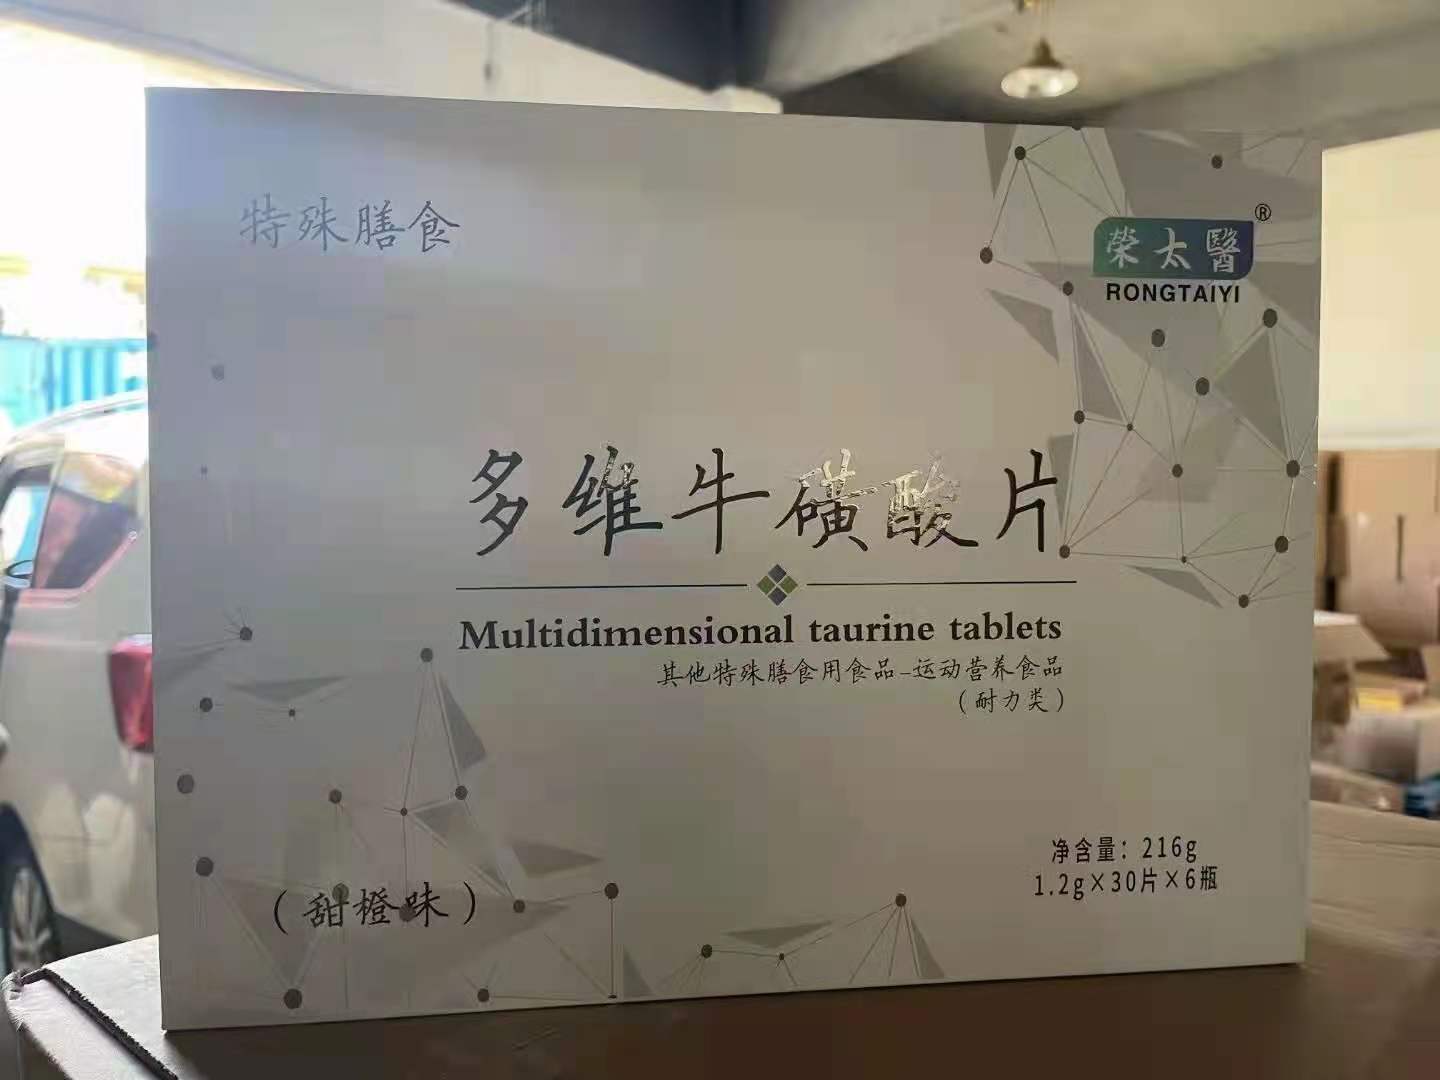 特殊膳食
®
榮太醫
RONGTAIYI
多维牛磺酸片
Multidimensional taurine tablets
其他特殊膳食用食品-运动营养食品
(耐力类)
净含量：216g
1.2g×30片×6瓶
(甜橙味)